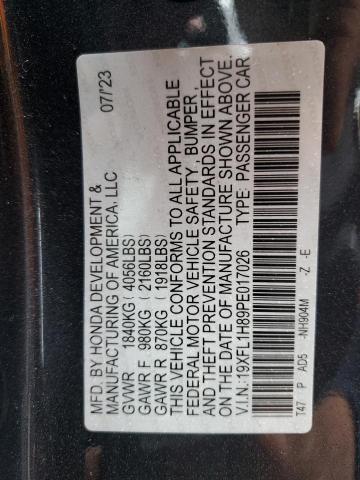 MFD. BY HONDA DEVELOPMENT & 07/'23
MANUFACTURING OF AMERICA, LLC
GVWR 1840KG (4056LBS)
GAWR F 980KG (2160LBS)
GAWR R 870KG (1918LBS)
THIS VEHICLE CONFORMS TO ALL APPLICABLE
FEDERAL MOTOR VEHICLE SAFETY, BUMPER,
AND THEFT PREVENTION STANDARDS IN EFFECT
ON THE DATE OF MANUFACTURE SHOWN ABOVE.
V.I.N.:19XFL1H89PE017026 TYPE: PASSENGER CAR
T47 P AD5 -NH904M -Z -E